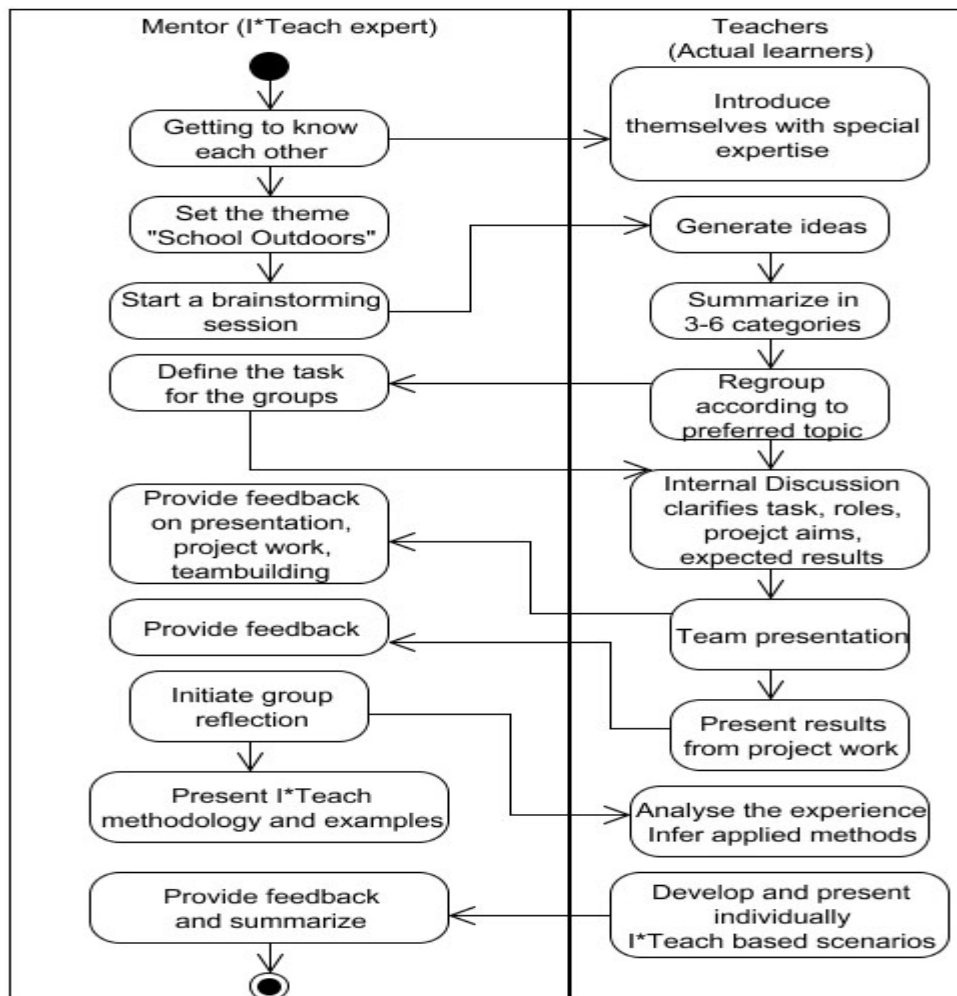 Mentor (I*Teach expert)
Teachers
(Actual learners)
Getting to know
each other
Introduce
themselves with special
expertise
Set the theme
"School Outdoors"
Generate ideas
Start a brainstorming
session
Summarize in
3-6 categories
Define the task
for the groups
Regroup
according to
preferred topic
Provide feedback
on presentation,
project work,
teambuilding
Internal Discussion
clarifies task, roles,
proejct aims,
expected results
Provide feedback
Team presentation
Initiate group
reflection
Present results
from project work
Present I*Teach
methodology and examples
Analyse the experience
Infer applied methods
Provide feedback
and summarize
Develop and present
individually
I*Teach based scenarios